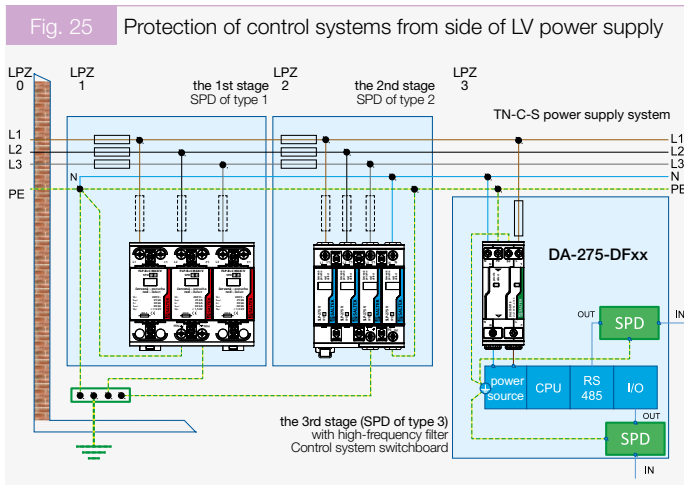 Fig. 25
Protection of control systems from side of LV power supply
LPZ
0
LPZ
1
the 1st stage
SPD of type 1
LPZ
2
the 2nd stage
SPD of type 2
LPZ
3
TN-C-S power supply system
L1
L2
L3
N
PE
L1
L2
N
PE
DA-275-DFxx
OUT
SPD
IN
power
source
CPU
RS
485
I/O
OUT
SPD
IN
the 3rd stage (SPD of type 3)
with high-frequency filter
Control system switchboard